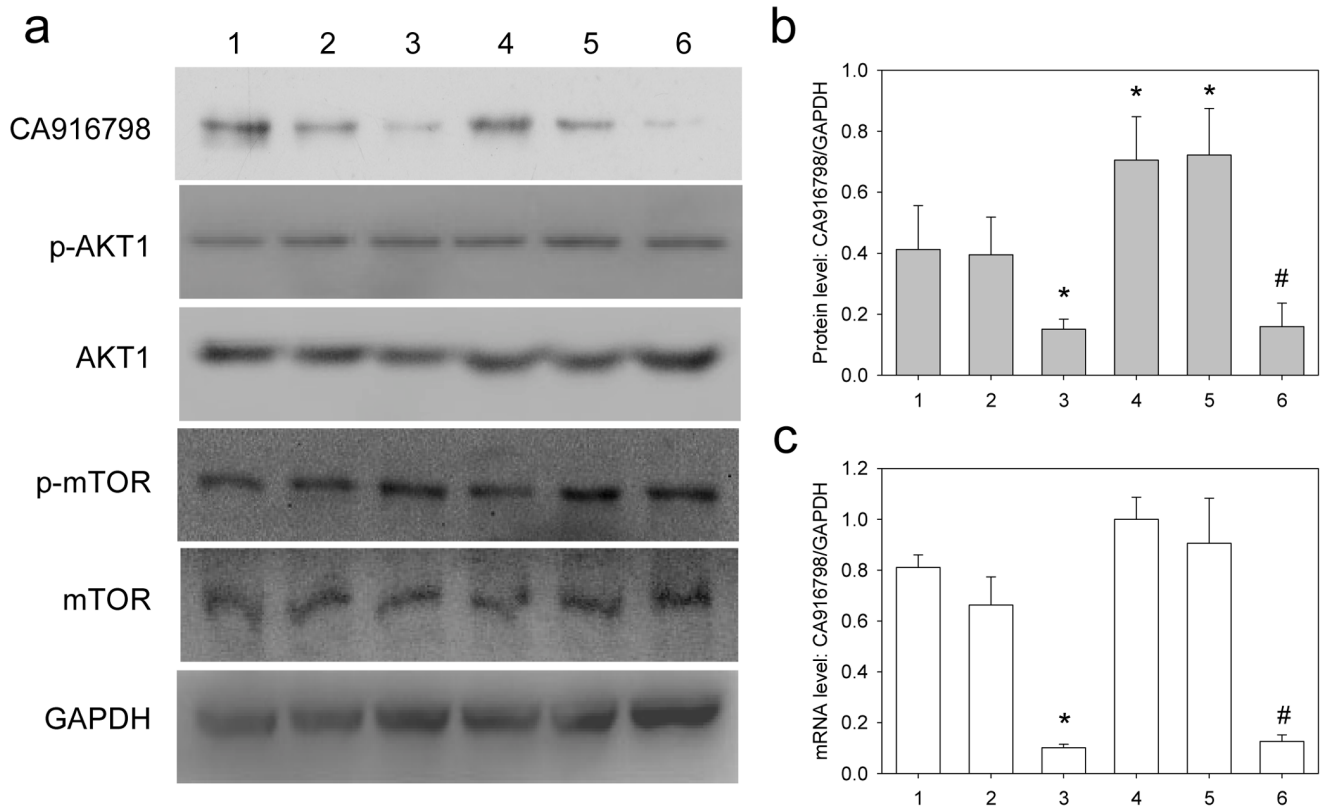 a
1 2 3 4 5 6
CA916798
p-AKT1
AKT1
p-mTOR
mTOR
GAPDH
b
Protein level: CA916798/GAPDH
1.0
0.8
0.6
0.4
0.2
0.0
* * * #
1 2 3 4 5 6
c
mRNA level: CA916798/GAPDH
1.2
1.0
0.8
0.6
0.4
0.2
0.0
* #
1 2 3 4 5 6